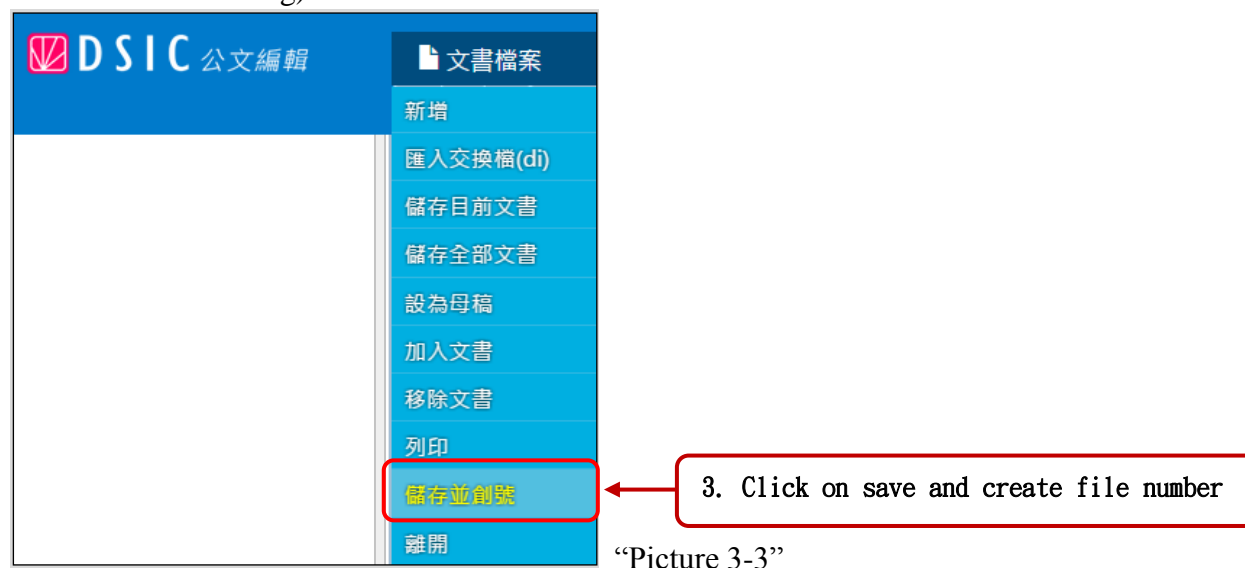 DSIC 公文編輯
文書檔案
新增
匯入交換檔(di)
儲存目前文書
儲存全部文書
設為母稿
加入文書
移除文書
列印
儲存並創號
離開
3. Click on save and create file number
“Picture 3-3”